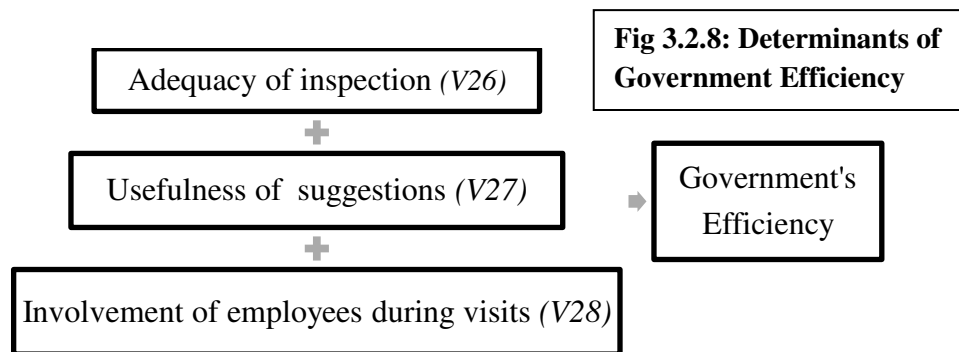 Fig 3.2.8: Determinants of
Government Efficiency
Adequacy of inspection (V26)
Usefulness of suggestions (V27)
Involvement of employees during visits (V28)
Government's
Efficiency